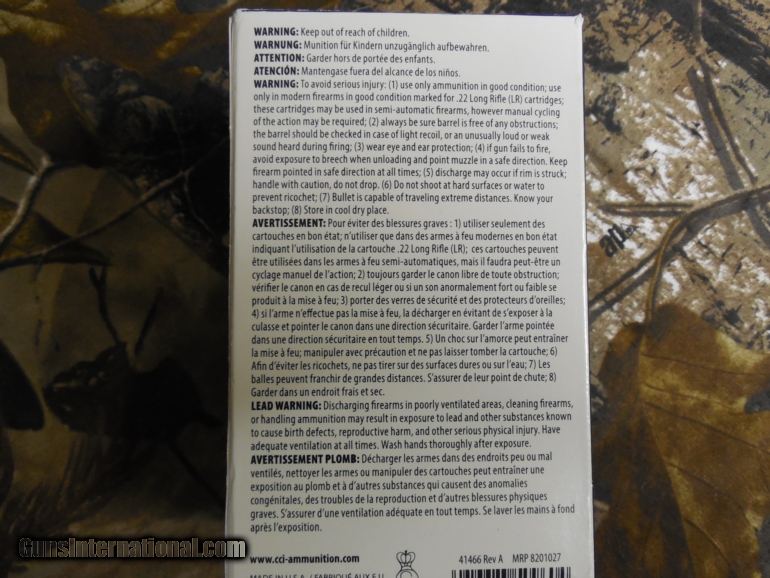 WARNING: Keep out of reach of children.
WARNUNG: Munition für Kindern unzugänglich aufbewahren.
ATTENTION: Garder hors de portée des enfants.
ATENCIÓN: Mantengase fuera del alcance de los niños.
WARNING: To avoid serious injury: (1) use only ammunition in good condition; use
only in modern firearms in good condition marked for .22 Long Rifle (LR) cartridges;
these cartridges may be used in semi-automatic firearms, however manual cycling
of the action may be required; (2) always be sure barrel is free of any obstructions;
the barrel should be checked in case of light recoil, or an unusually loud or weak
sound heard during firing; (3) wear eye and ear protection; (4) if gun fails to fire,
avoid exposure to breech when unloading and point muzzle in a safe direction. Keep
firearm pointed in safe direction at all times; (5) discharge may occur if rim is struck;
handle with caution, do not drop. (6) Do not shoot at hard surfaces or water to
prevent ricochet; (7) Bullet is capable of traveling extreme distances. Know your
backstop; (8) Store in cool dry place.
AVERTISSEMENT: Pour éviter des blessures graves : 1) utiliser seulement des
cartouches en bon état; n'utiliser que dans des armes à feu modernes en bon état
indiquant l'utilisation de la cartouche .22 Long Rifle (LR); ces cartouches peuvent
être utilisées dans les armes à feu semi-automatiques, mais il faudra peut-être un
cyclage manuel de l'action; 2) toujours garder le canon libre de toute obstruction;
vérifier le canon en cas de recul léger ou si un son anormalement fort ou faible se
produit à la mise à feu; 3) porter des verres de sécurité et des protecteurs d'oreilles;
4) si l'arme n'effectue pas la mise à feu, la décharger en évitant de s'exposer à la
culasse et pointer le canon dans une direction sécuritaire. Garder l'arme pointée
dans une direction sécuritaire en tout temps. 5) Un choc sur l'amorce peut entraîner
la mise à feu; manipuler avec précaution et ne pas laisser tomber la cartouche; 6)
Afin d'éviter les ricochets, ne pas tirer sur des surfaces dures ou sur l'eau; 7) Les
balles peuvent franchir de grandes distances. S'assurer de leur point de chute; 8)
Garder dans un endroit frais et sec.
LEAD WARNING: Discharging firearms in poorly ventilated areas, cleaning firearms,
or handling ammunition may result in exposure to lead and other substances known
to cause birth defects, reproductive harm, and other serious physical injury. Have
adequate ventilation at all times. Wash hands thoroughly after exposure.
AVERTISSEMENT PLOMB: Décharger les armes dans des endroits peu ou mal
ventilés, nettoyer les armes ou manipuler des cartouches peut entraîner une
exposition au plomb et à d'autres substances qui causent des anomalies
congénitales, des troubles de la reproduction et d'autres blessures physiques
graves. S'assurer d'une ventilation adéquate en tout temps. Se laver les mains à fond
après l'exposition.
www.cci-ammunition.com
41466 Rev A MRP 8201027
MADE IN U.S.A. / FABRIQUÉ AUX É.U.
GunsInternational.com